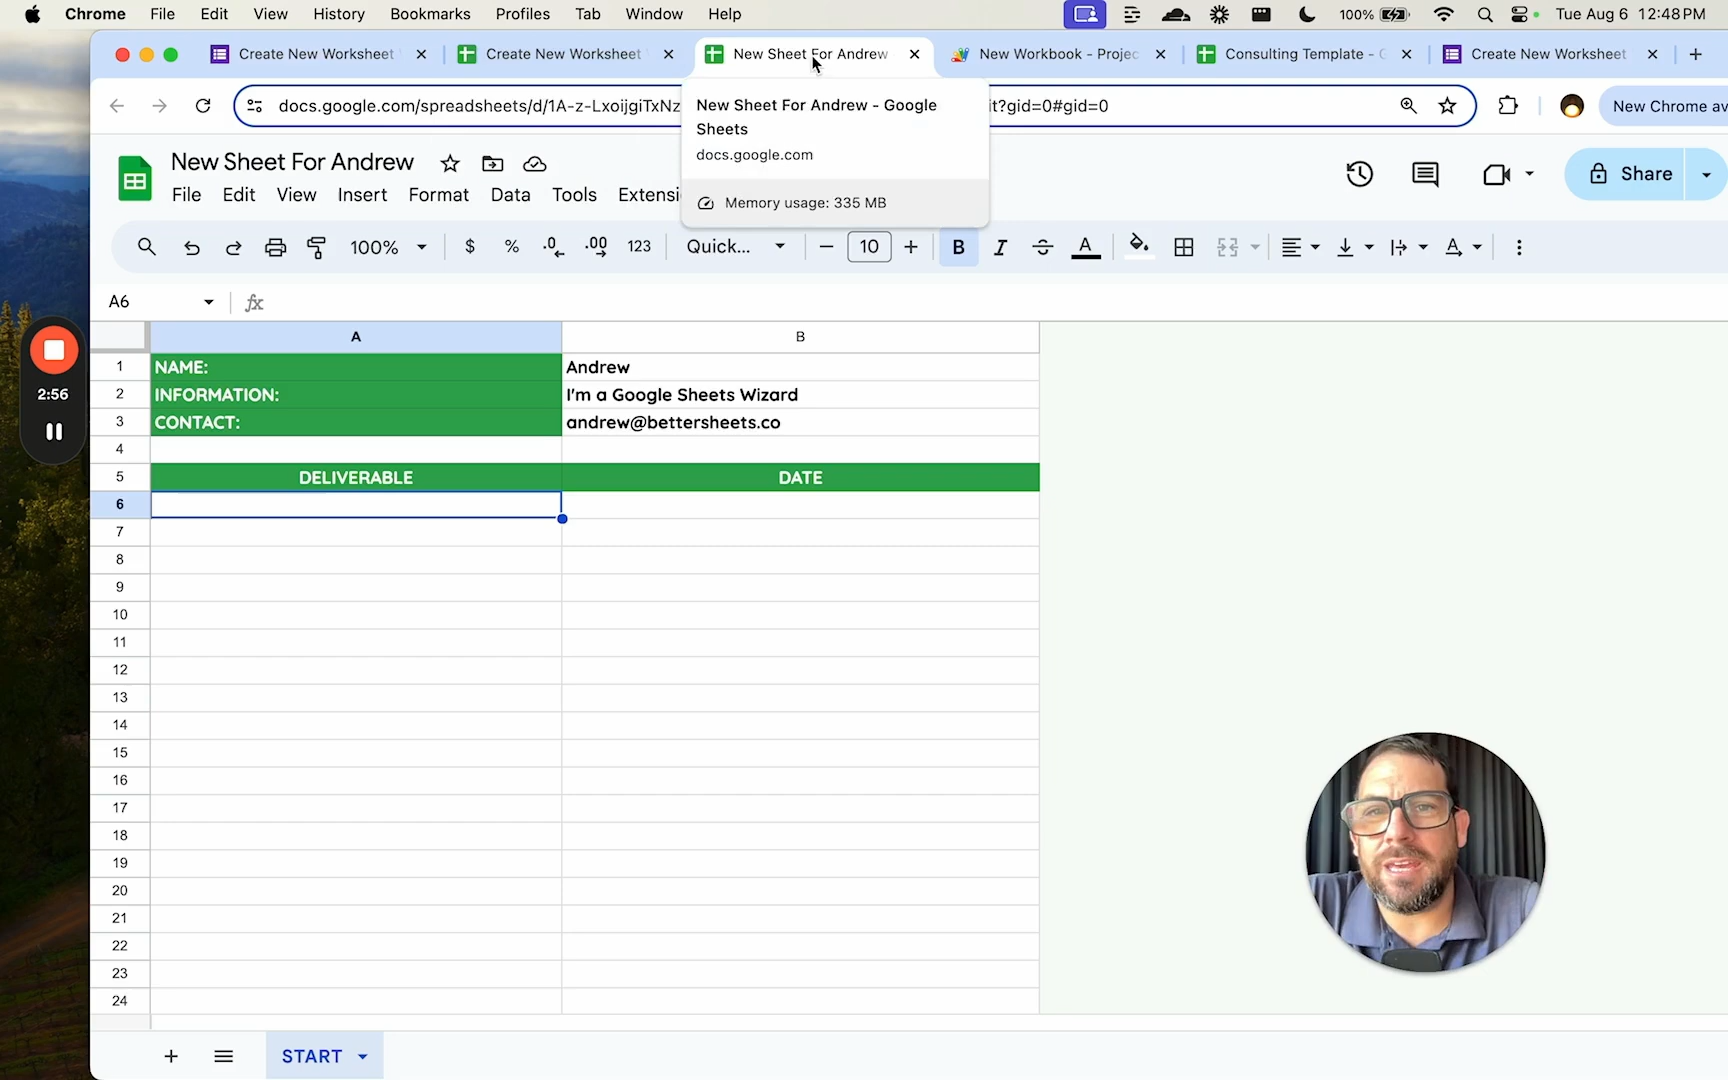 Chrome File Edit View History Bookmarks Profiles Tab Window Help 100% Tue Aug 6 12:48 PM
Create New Worksheet
Create New Worksheet
New Sheet For Andrew
New Workbook - Projec
Consulting Template - G
Create New Worksheet
docs.google.com/spreadsheets/d/1A-z-LxoijgiTxNz
it?gid=0#gid=0
New Chrome av
New Sheet For Andrew - Google
Sheets
docs.google.com
Memory usage: 335 MB
New Sheet For Andrew
File Edit View Insert Format Data Tools Extensi
Share
100% $ % .0 .00 123 Quick... 10 B I S A A
A6 fx
A B
1 NAME: Andrew
2 INFORMATION: I'm a Google Sheets Wizard
3 CONTACT: andrew@bettersheets.co
4
5 DELIVERABLE DATE
6
7
8
9
10
11
12
13
14
15
16
17
18
19
20
21
22
23
24
2:56
START